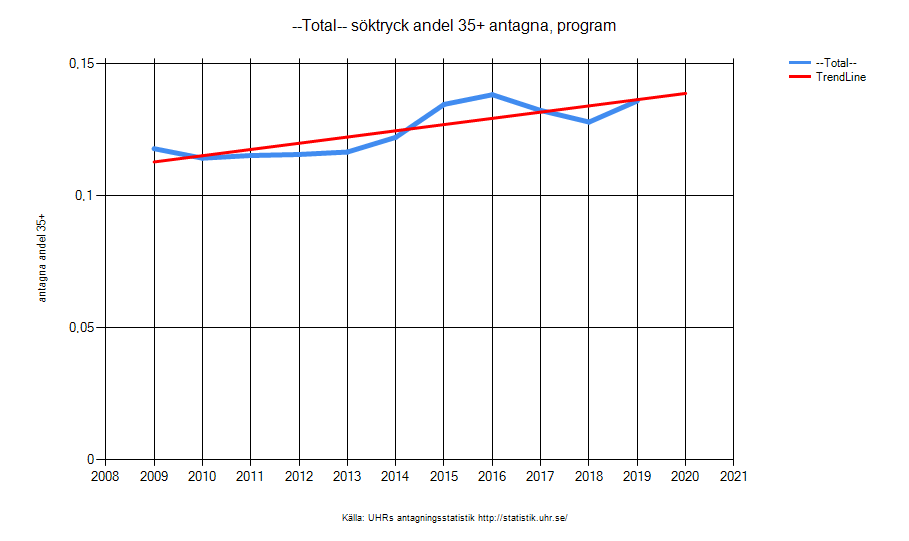 --Total-- söktryck andel 35+ antagna, program
--Total--
TrendLine
0,15
0,1
0,05
0
antagna andel 35+
2008 2009 2010 2011 2012 2013 2014 2015 2016 2017 2018 2019 2020 2021
Källa: UHRs antagningsstatistik http://statistik.uhr.se/